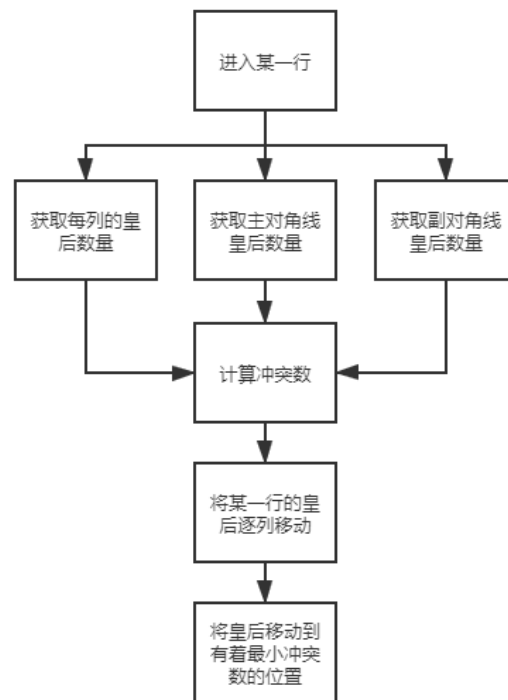 进入某一行
获取每列的皇
后数量
获取主对角线
皇后数量
获取副对角线
皇后数量
计算冲突数
将某一行的皇
后逐列移动
将皇后移动到
有着最小冲突
数的位置